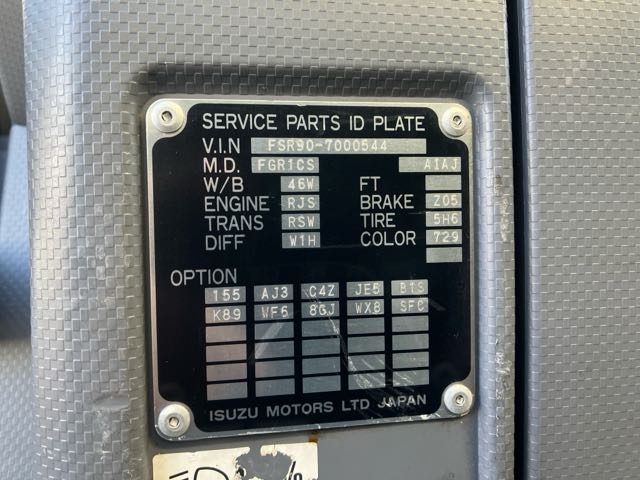 SERVICE PARTS ID PLATE
V.I.N FSR90-7000544
M.D. FGR1CS A1AJ
W/B 46W FT
ENGINE RJS BRAKE Z05
TRANS RSW TIRE 5H6
DIFF W1H COLOR 729
OPTION
155 AJ3 C4Z JE5 B1S
K89 WF6 8GJ WX8 SFC
ISUZU MOTORS LTD JAPAN